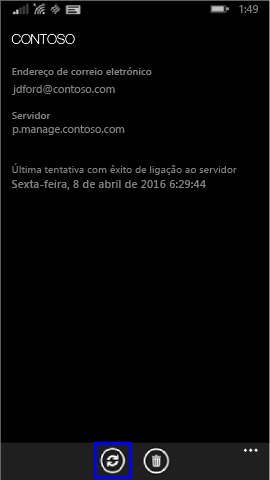 1:49
CONTOSO
Endereço de correio eletrónico
jdford@contoso.com
Servidor
p.manage.contoso.com
Última tentativa com êxito de ligação ao servidor
Sexta-feira, 8 de abril de 2016 6:29:44